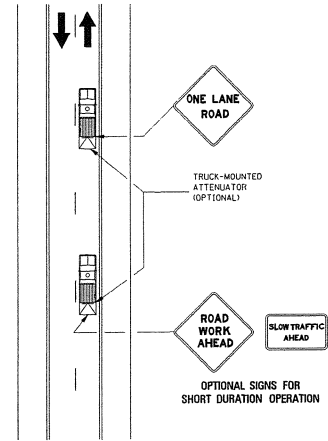 ONE LANE
ROAD
TRUCK-MOUNTED
ATTENUATOR
(OPTIONAL)
ROAD
WORK
AHEAD
SLOW TRAFFIC
AHEAD
OPTIONAL SIGNS FOR
SHORT DURATION OPERATION